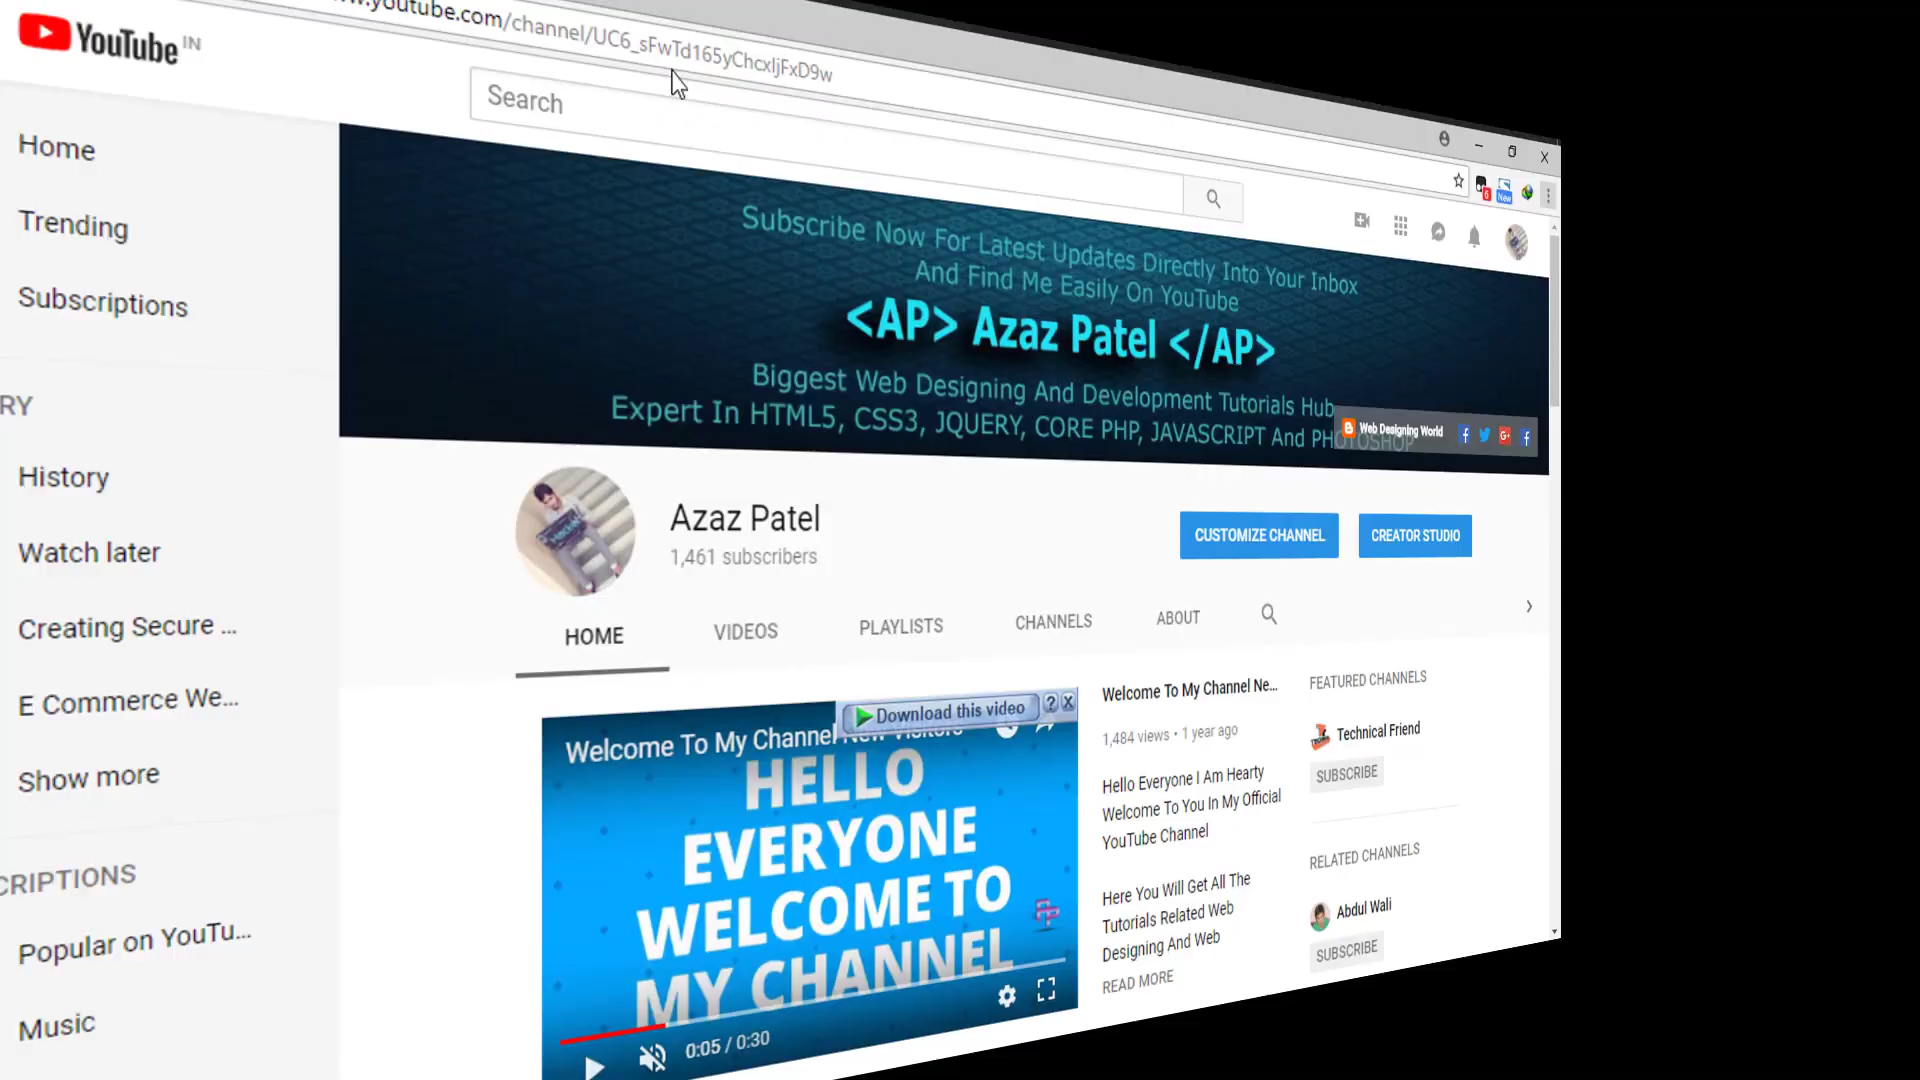 youtube.com/channel/UC6_sFwTd165yChcxIjFxD9w
YouTube IN
Search
Home
Trending
Subscriptions
RY
History
Watch later
Creating Secure ...
E Commerce We...
Show more
CRIPTIONS
Popular on YouTu...
Music
New
6
Subscribe Now For Latest Updates Directly Into Your Inbox
And Find Me Easily On YouTube
<AP> Azaz Patel </AP>
Biggest Web Designing And Development Tutorials Hub
Expert In HTML5, CSS3, JQUERY, CORE PHP, JAVASCRIPT And PHOTOSHOP
Web Designing World
Azaz Patel
1,461 subscribers
CUSTOMIZE CHANNEL
CREATOR STUDIO
HOME
VIDEOS
PLAYLISTS
CHANNELS
ABOUT
Download this video
Welcome To My Channel New Visitors
HELLO
EVERYONE
WELCOME TO
MY CHANNEL
0:05 / 0:30
Welcome To My Channel Ne...
1,484 views • 1 year ago
Hello Everyone I Am Hearty
Welcome To You In My Official
YouTube Channel
Here You Will Get All The
Tutorials Related Web
Designing And Web
READ MORE
FEATURED CHANNELS
Technical Friend
SUBSCRIBE
RELATED CHANNELS
Abdul Wali
SUBSCRIBE